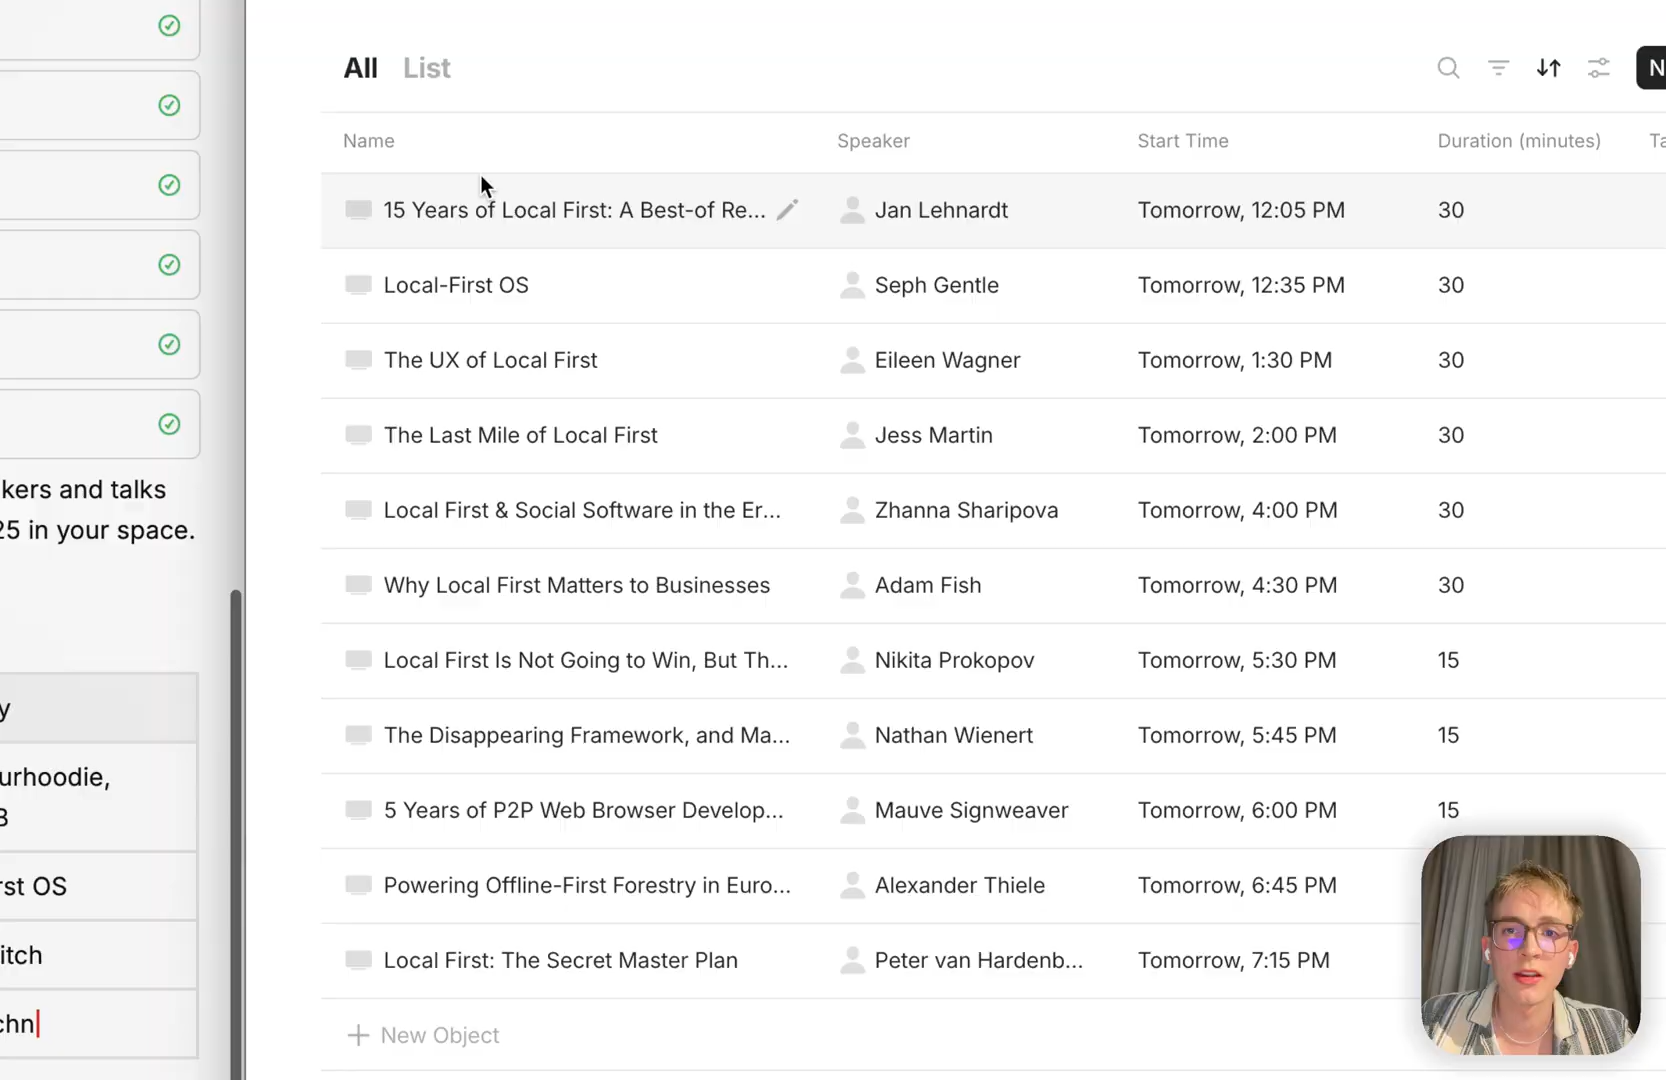 kers and talks
25 in your space.
y
urhoodie,
B
rst OS
itch
chn
All List
N
Name Speaker Start Time Duration (minutes) Ta
15 Years of Local First: A Best-of Re... Jan Lehnardt Tomorrow, 12:05 PM 30
Local-First OS Seph Gentle Tomorrow, 12:35 PM 30
The UX of Local First Eileen Wagner Tomorrow, 1:30 PM 30
The Last Mile of Local First Jess Martin Tomorrow, 2:00 PM 30
Local First & Social Software in the Er... Zhanna Sharipova Tomorrow, 4:00 PM 30
Why Local First Matters to Businesses Adam Fish Tomorrow, 4:30 PM 30
Local First Is Not Going to Win, But Th... Nikita Prokopov Tomorrow, 5:30 PM 15
The Disappearing Framework, and Ma... Nathan Wienert Tomorrow, 5:45 PM 15
5 Years of P2P Web Browser Develop... Mauve Signweaver Tomorrow, 6:00 PM 15
Powering Offline-First Forestry in Euro... Alexander Thiele Tomorrow, 6:45 PM
Local First: The Secret Master Plan Peter van Hardenb... Tomorrow, 7:15 PM
New Object